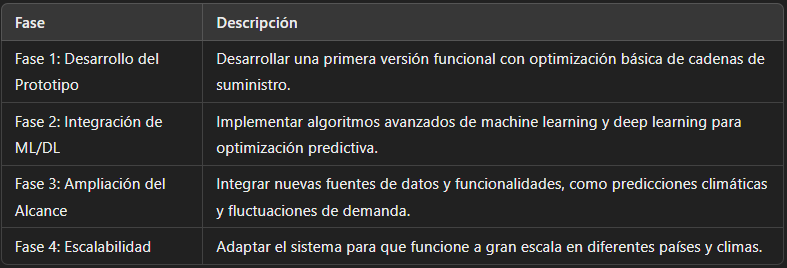 Fase Descripción
Fase 1: Desarrollo del Desarrollar una primera versión funcional con optimización básica de cadenas de
Prototipo suministro.
Fase 2: Integración de Implementar algoritmos avanzados de machine learning y deep learning para
ML/DL optimización predictiva.
Fase 3: Ampliación del Integrar nuevas fuentes de datos y funcionalidades, como predicciones climáticas
Alcance y fluctuaciones de demanda.
Fase 4: Escalabilidad Adaptar el sistema para que funcione a gran escala en diferentes países y climas.